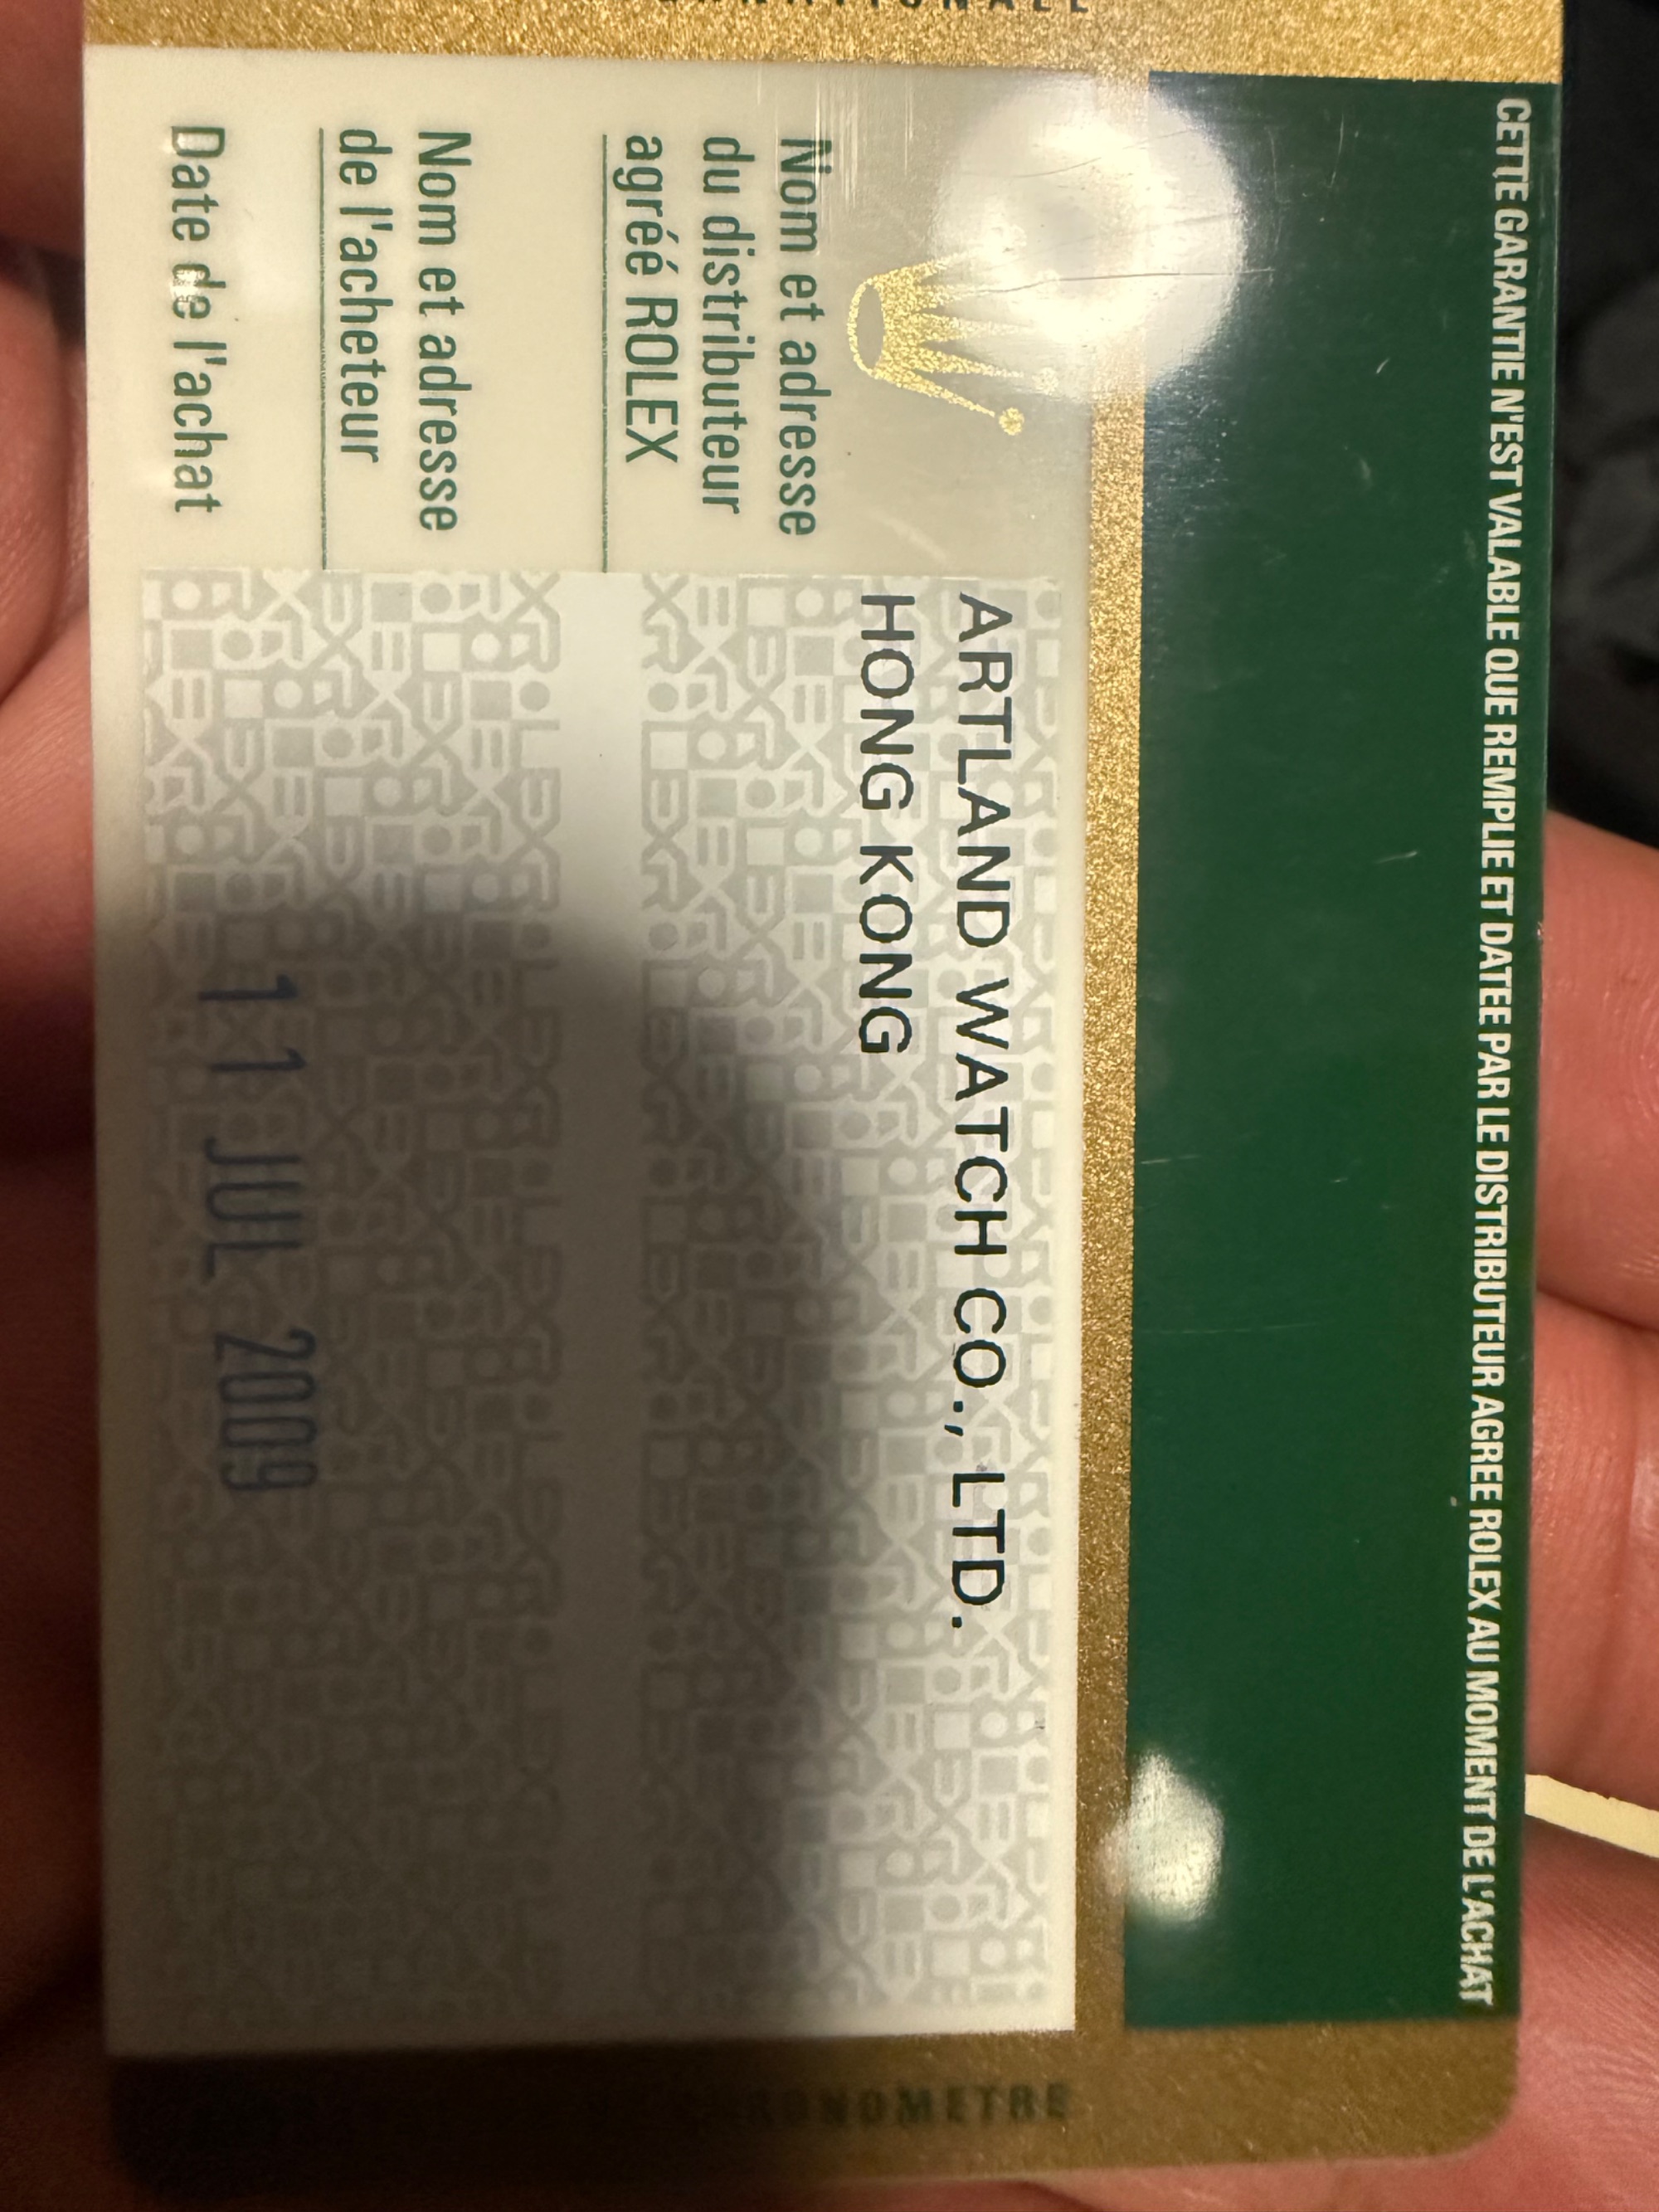 CETTE GARANTIE N'EST VALABLE QUE REMPLIE ET DATEE PAR LE DISTRIBUTEUR AGREE ROLEX AU MOMENT DE L'ACHAT
Nom et adresse
du distributeur
agréé ROLEX
ARTLAND WATCH CO., LTD.
HONG KONG
Nom et adresse
de l'acheteur
Date de l'achat
11 JUL 2009